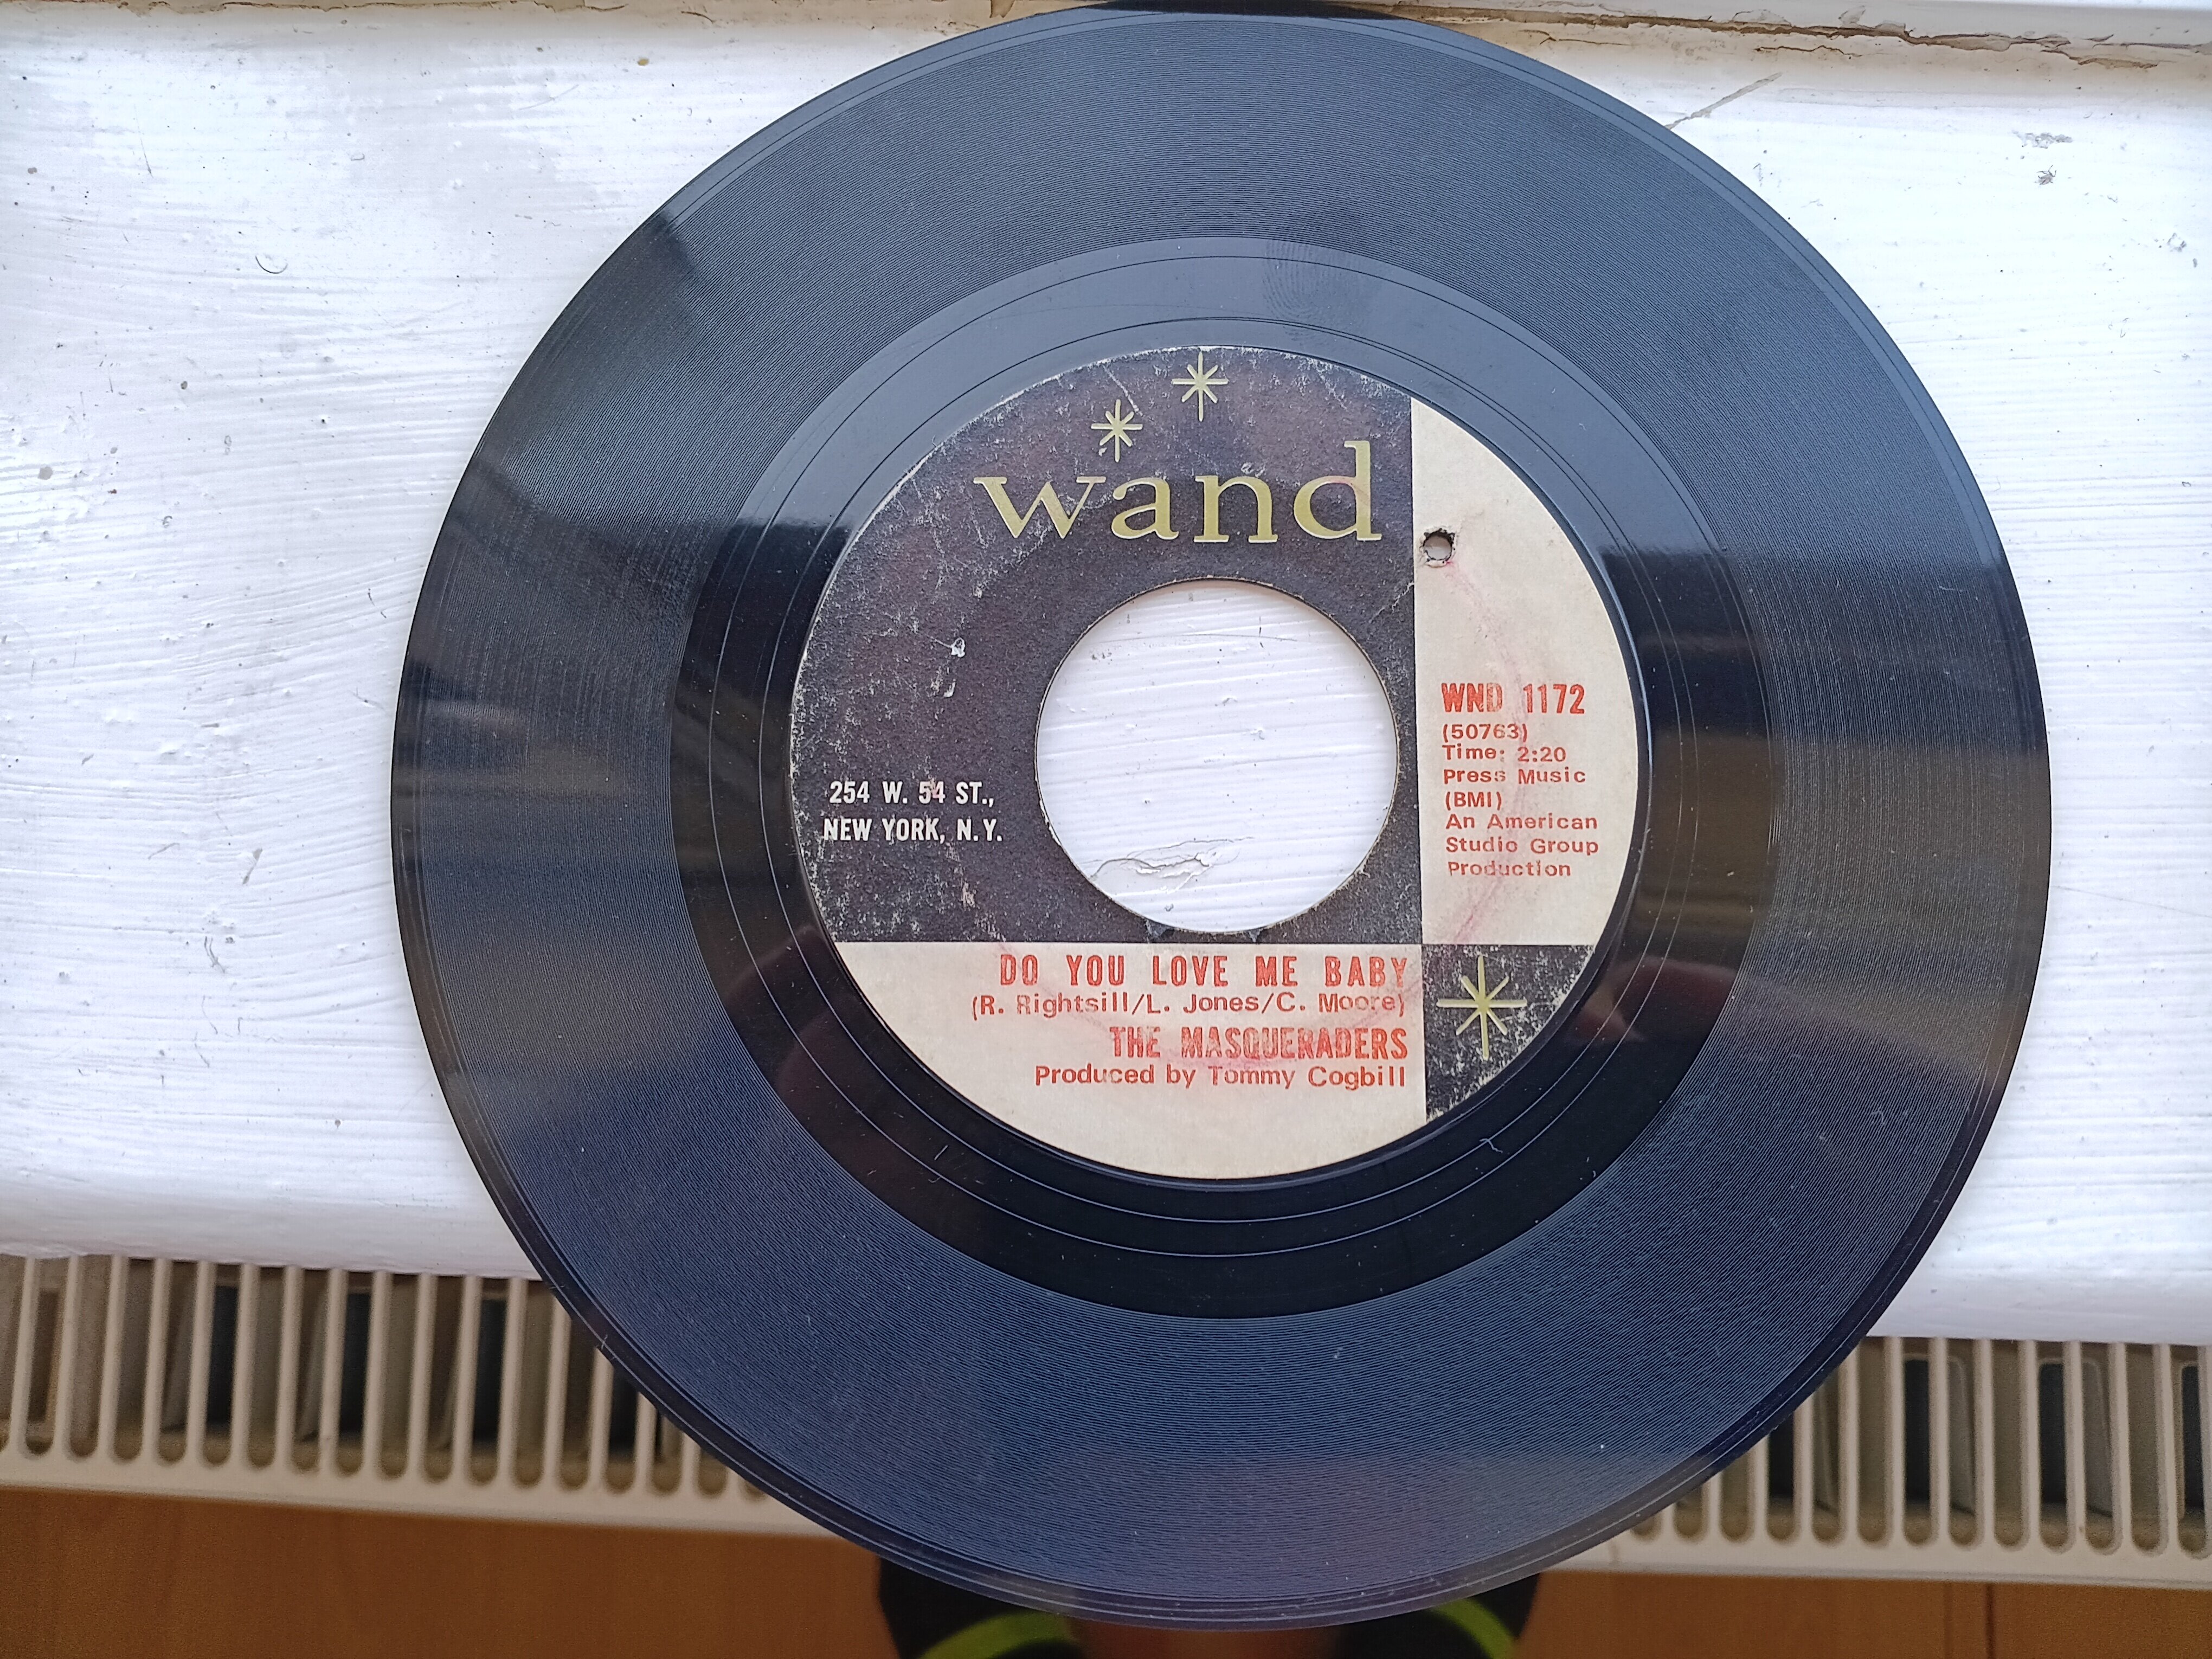 wand
254 W. 54 ST.,
NEW YORK, N.Y.
WND 1172
(50763)
Time: 2:20
Press Music
(BMI)
An American
Studio Group
Production
DO YOU LOVE ME BABY
(R. Rightsill/L. Jones/C. Moore)
THE MASQUERADERS
Produced by Tommy Cogbill